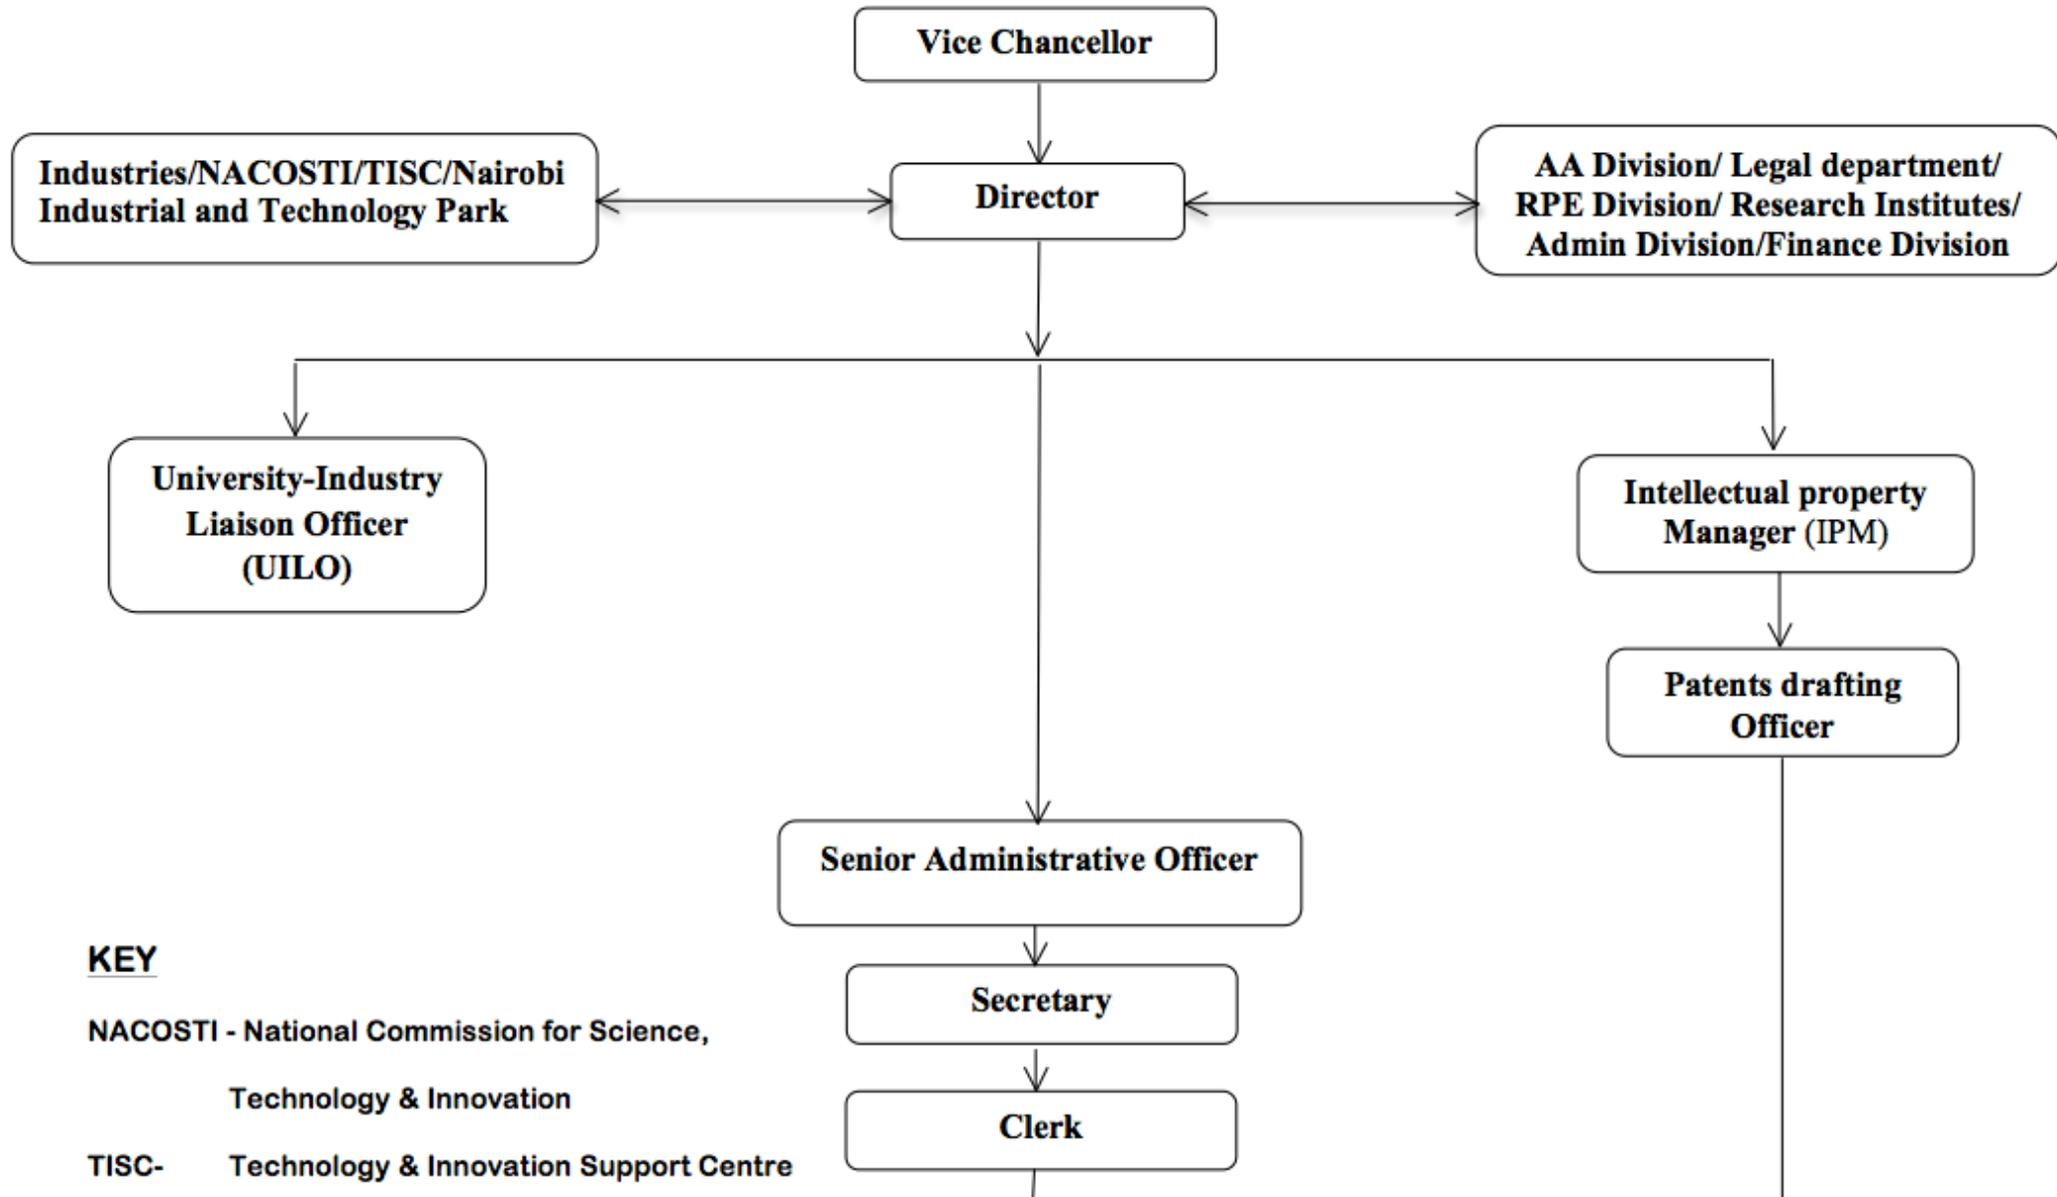 Vice Chancellor
Industries/NACOSTI/TISC/Nairobi
Industrial and Technology Park
Director
AA Division/ Legal department/
RPE Division/ Research Institutes/
Admin Division/Finance Division
University-Industry
Liaison Officer
(UILO)
Intellectual property
Manager (IPM)
Patents drafting
Officer
Senior Administrative Officer
Secretary
Clerk
KEY
NACOSTI - National Commission for Science,
Technology & Innovation
TISC- Technology & Innovation Support Centre